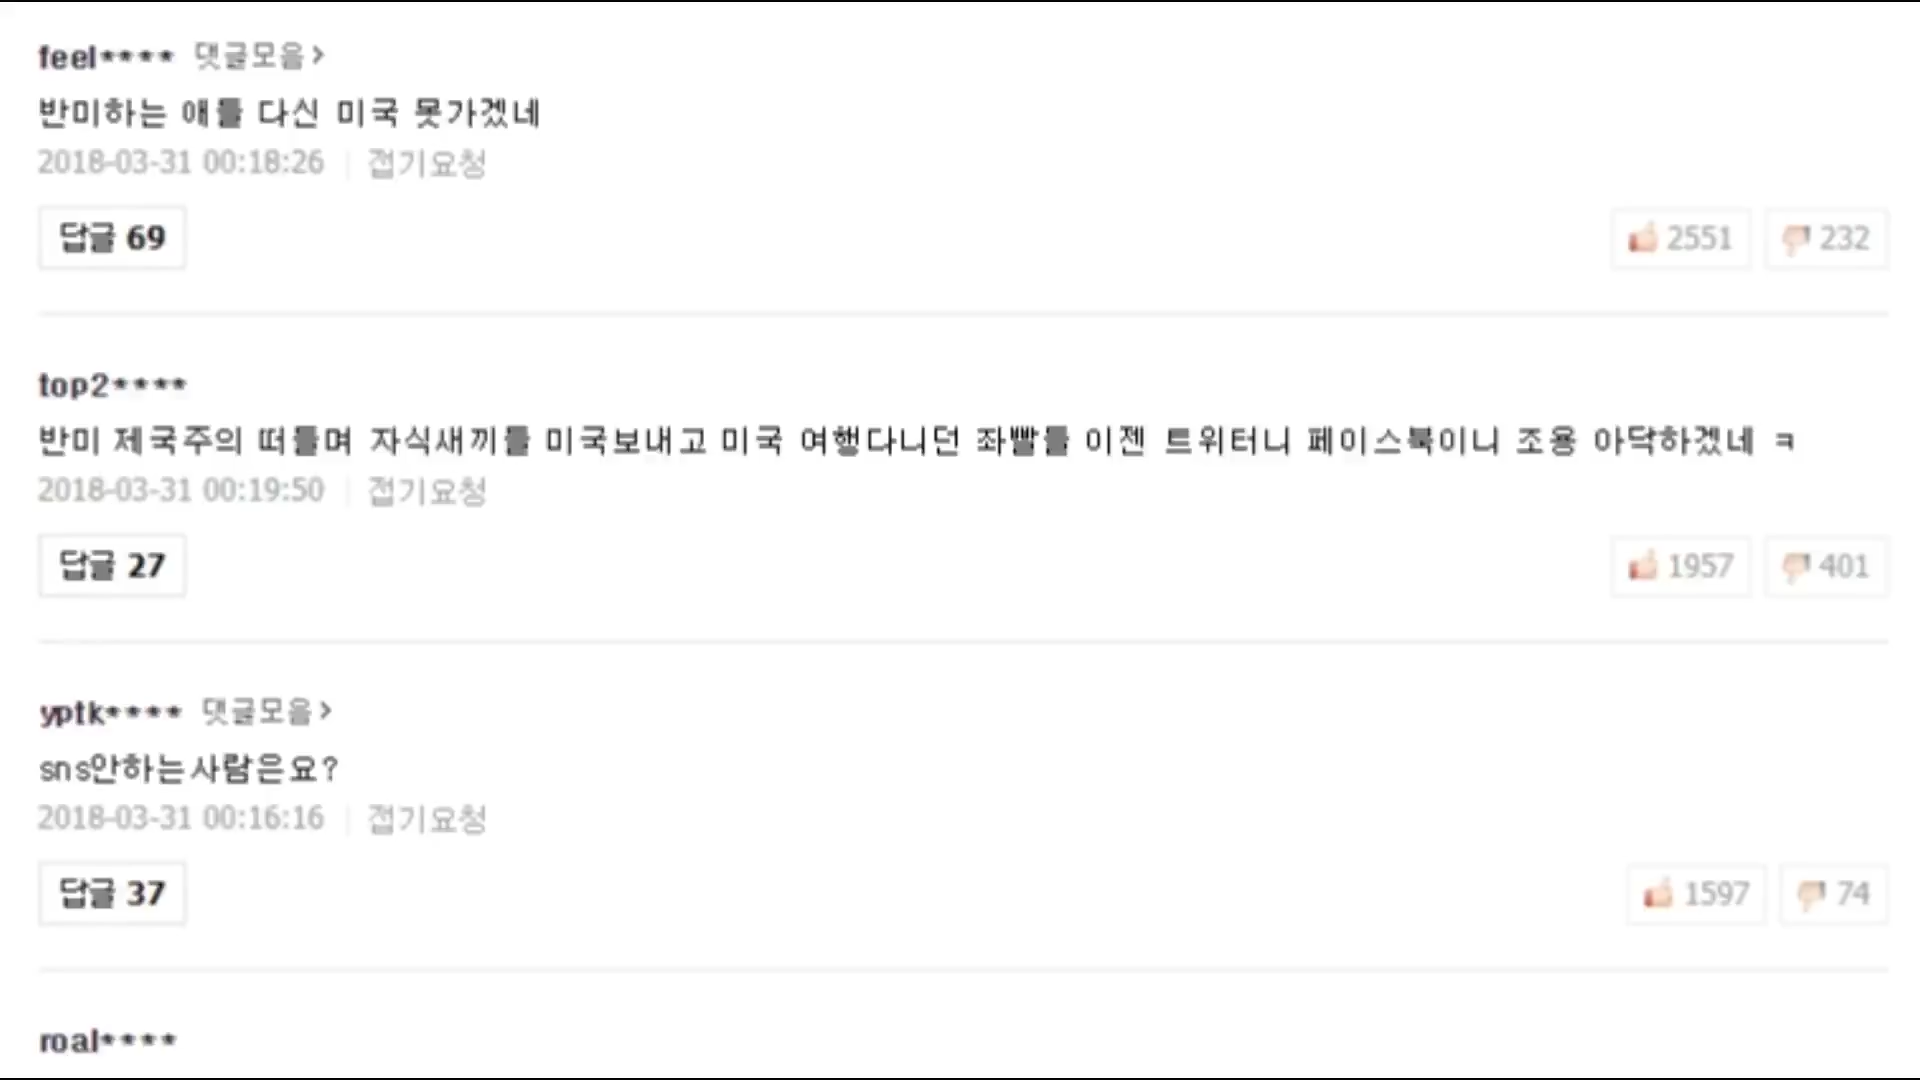 feel**** 댓글모음>
반미하는 애들 다신 미국 못가겠네
2018-03-31 00:18:26 | 접기요청
답글 69
2551 232
top2****
반미 제국주의 떠들며 자식새끼들 미국보내고 미국 여행다니던 좌빨들 이젠 트위터니 페이스북이니 조용 아닥하겠네 ㅋ
2018-03-31 00:19:50 | 접기요청
답글 27
1957 401
yptk**** 댓글모음>
sns안하는사람은요?
2018-03-31 00:16:16 | 접기요청
답글 37
1597 74
roal****